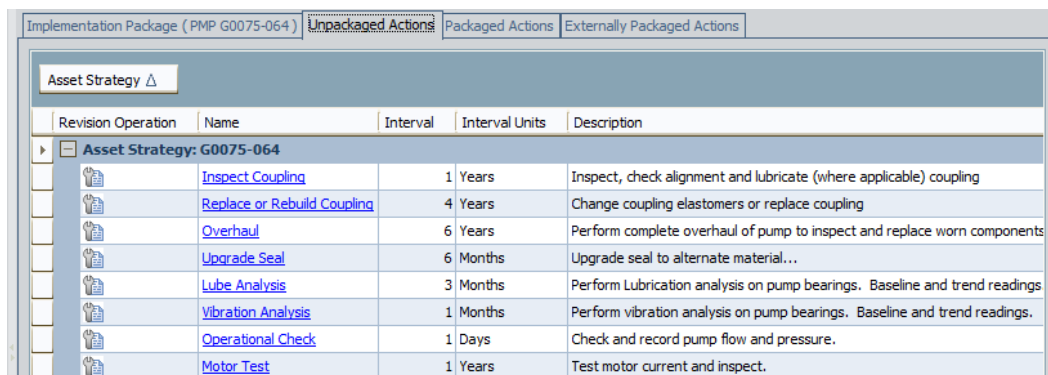 Implementation Package ( PMP G0075-064 ) Unpackaged Actions Packaged Actions Externally Packaged Actions
Asset Strategy △
Revision Operation Name Interval Interval Units Description
Asset Strategy: G0075-064
Inspect Coupling 1 Years Inspect, check alignment and lubricate (where applicable) coupling
Replace or Rebuild Coupling 4 Years Change coupling elastomers or replace coupling
Overhaul 6 Years Perform complete overhaul of pump to inspect and replace worn components
Upgrade Seal 6 Months Upgrade seal to alternate material...
Lube Analysis 3 Months Perform Lubrication analysis on pump bearings. Baseline and trend readings.
Vibration Analysis 1 Months Perform vibration analysis on pump bearings. Baseline and trend readings.
Operational Check 1 Days Check and record pump flow and pressure.
Motor Test 1 Years Test motor current and inspect.